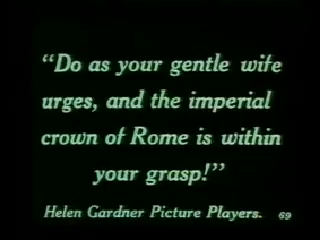 “Do as your gentle wife
urges, and the imperial
crown of Rome is within
your grasp!”
Helen Gardner Picture Players. 69